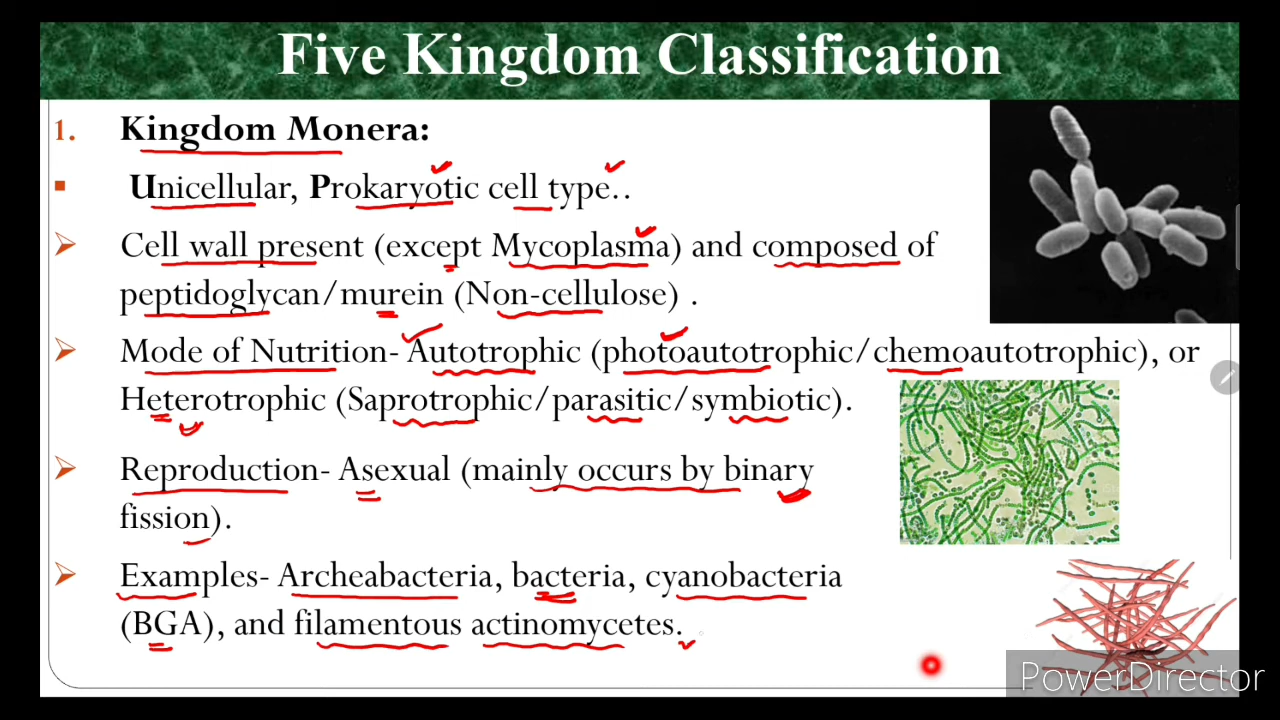 Five Kingdom Classification
1. Kingdom Monera:
Unicellular, Prokaryotic cell type..
Cell wall present (except Mycoplasma) and composed of
peptidoglycan/murein (Non-cellulose) .
Mode of Nutrition- Autotrophic (photoautotrophic/chemoautotrophic), or
Heterotrophic (Saprotrophic/parasitic/symbiotic).
Reproduction- Asexual (mainly occurs by binary
fission).
Examples- Archeabacteria, bacteria, cyanobacteria
(BGA), and filamentous actinomycetes.
PowerDirector